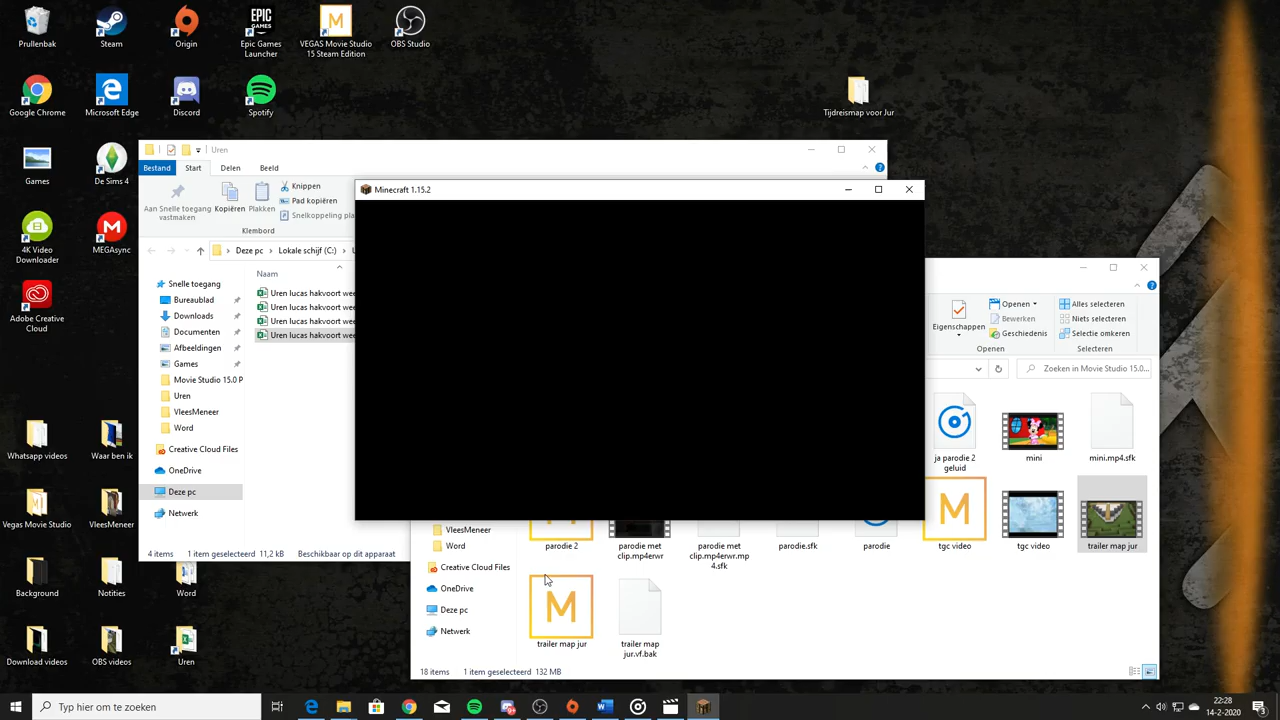 Prullenbak
Steam
Origin
Epic Games
Launcher
VEGAS Movie Studio
15 Steam Edition
OBS Studio
Google Chrome
Microsoft Edge
Discord
Spotify
Tijdreismap voor Jur
Games
De Sims 4
4K Video
Downloader
MEGAsync
Adobe Creative
Cloud
Whatsapp videos
Waar ben ik
Vegas Movie Studio
VleesMeneer
Background
Notities
Word
Download videos
OBS videos
Uren
Uren
Bestand
Start
Delen
Beeld
Aan Snelle toegang
vastmaken
Kopiëren
Plakken
Knippen
Pad kopiëren
Snelkoppeling pla
Klembord
Deze pc
Lokale schijf (C:)
Naam
Snelle toegang
Bureaublad
Downloads
Documenten
Afbeeldingen
Games
Movie Studio 15.0 P
Uren
VleesMeneer
Word
Creative Cloud Files
OneDrive
Deze pc
Netwerk
Uren lucas hakvoort wee
Uren lucas hakvoort wee
Uren lucas hakvoort wee
Uren lucas hakvoort wee
4 items
1 item geselecteerd 11,2 kB
Beschikbaar op dit apparaat
Minecraft 1.15.2
Eigenschappen
Openen
Bewerken
Geschiedenis
Openen
Alles selecteren
Niets selecteren
Selectie omkeren
Selecteren
Zoeken in Movie Studio 15.0...
ja parodie 2
geluid
mini
mini.mp4.sfk
parodie 2
parodie met
clip.mp4erwr
parodie met
clip.mp4erwr.mp
4.sfk
parodie.sfk
parodie
tgc video
tgc video
trailer map jur
trailer map jur
trailer map
jur.vf.bak
VleesMeneer
Word
Creative Cloud Files
OneDrive
Deze pc
Netwerk
18 items
1 item geselecteerd 132 MB
Typ hier om te zoeken
22:28
14-2-2020